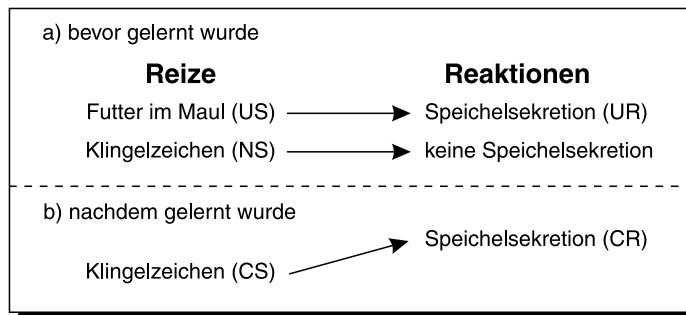 a) bevor gelernt wurde
Reize Reaktionen
Futter im Maul (US) Speichelsekretion (UR)
Klingelzeichen (NS) keine Speichelsekretion
b) nachdem gelernt wurde
Speichelsekretion (CR)
Klingelzeichen (CS)